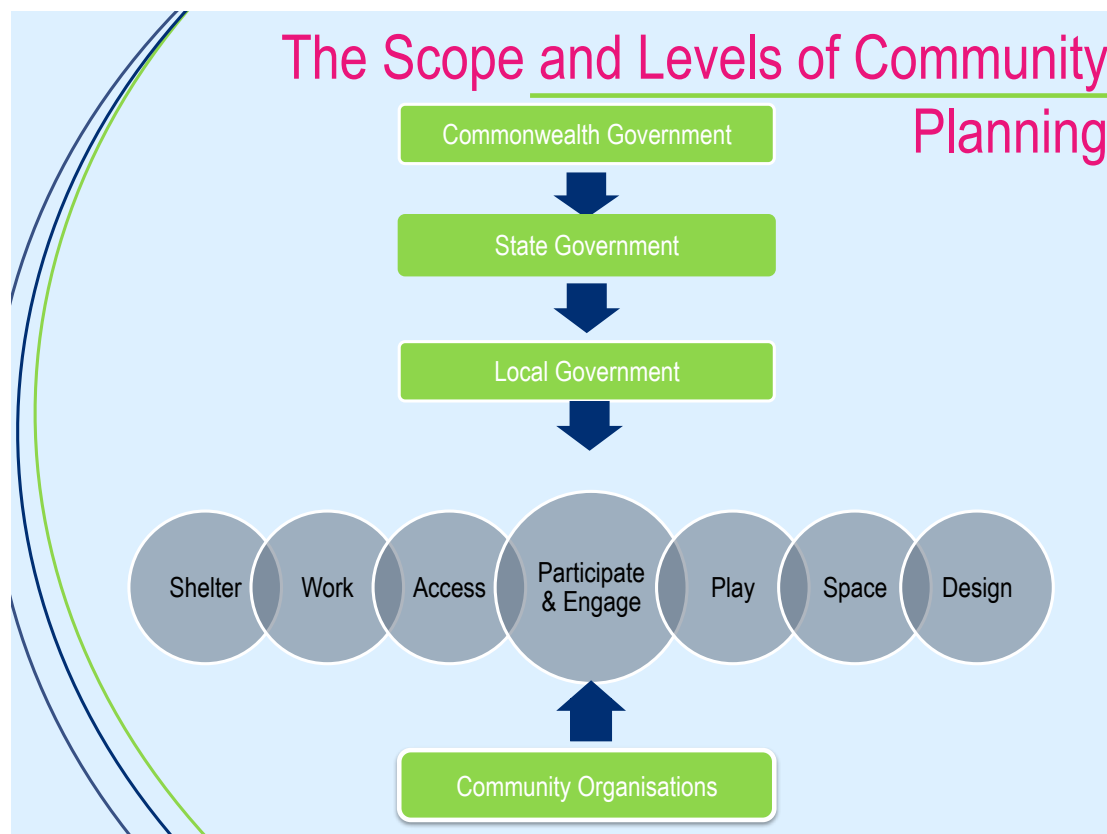 The Scope and Levels of Community
Planning
Commonwealth Government
State Government
Local Government
Shelter
Work
Access
Participate
& Engage
Play
Space
Design
Community Organisations